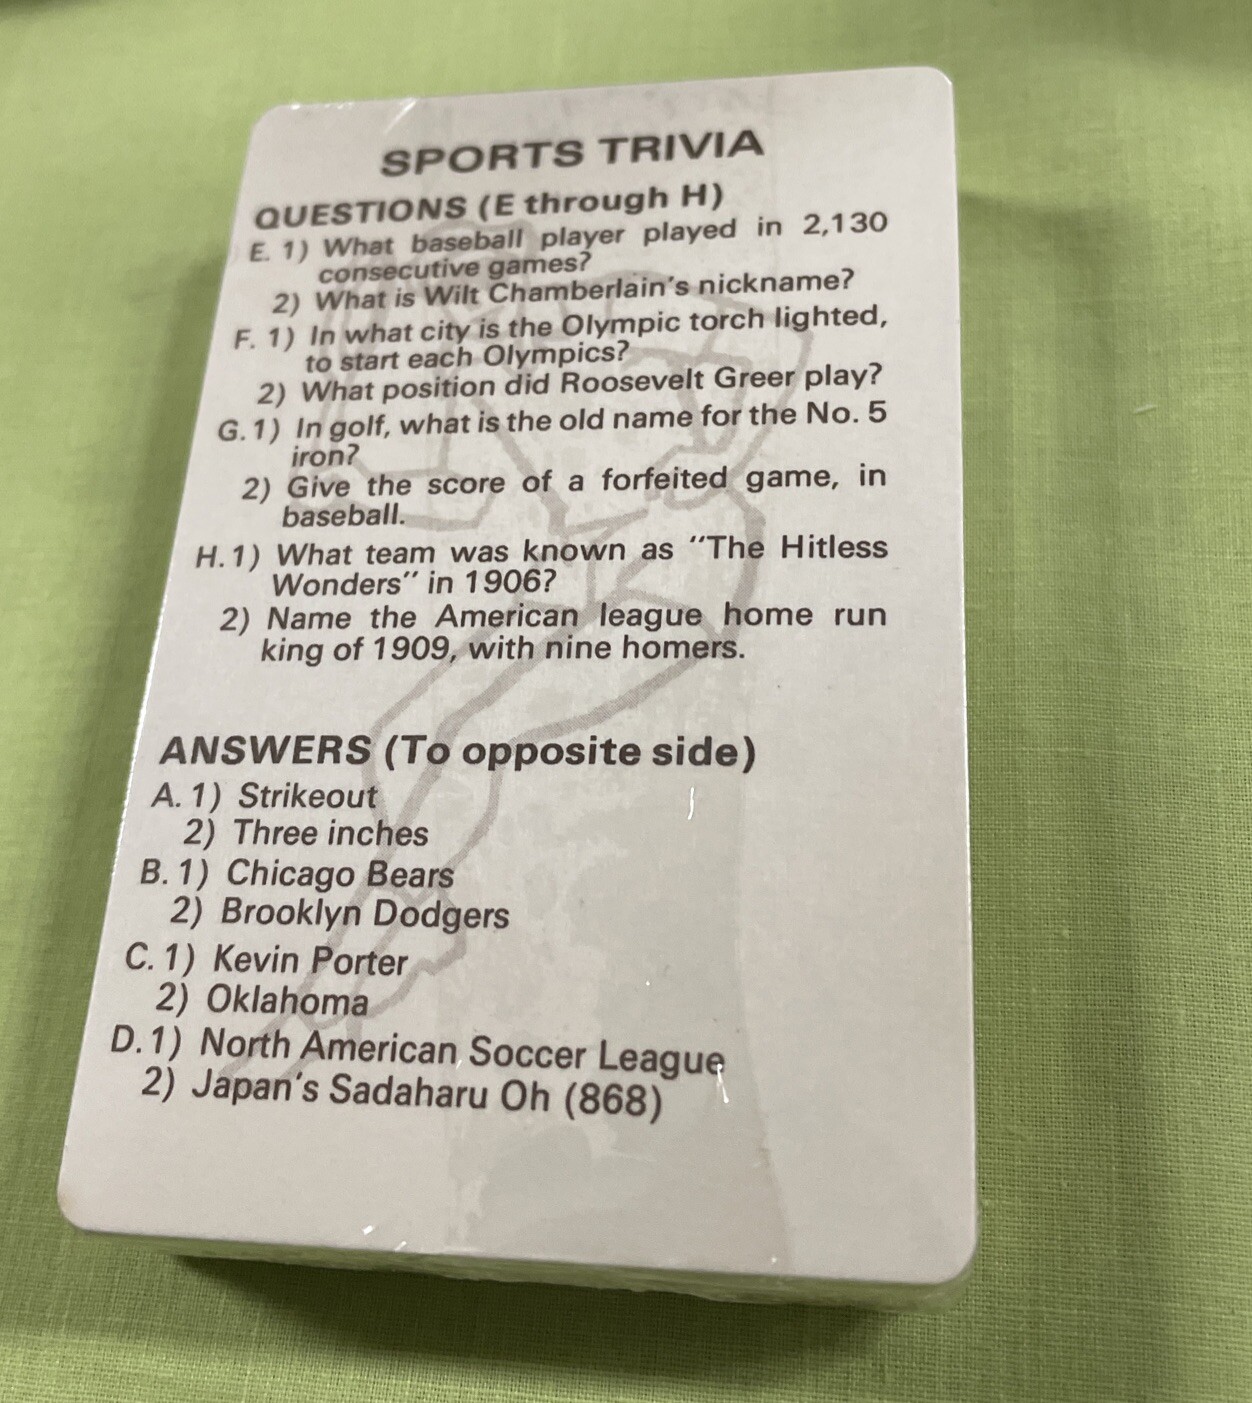 SPORTS TRIVIA
QUESTIONS (E through H)
E. 1) What baseball player played in 2,130
consecutive games?
2) What is Wilt Chamberlain's nickname?
F. 1) In what city is the Olympic torch lighted,
to start each Olympics?
2) What position did Roosevelt Greer play?
G. 1) In golf, what is the old name for the No. 5
iron?
2) Give the score of a forfeited game, in
baseball.
H. 1) What team was known as "The Hitless
Wonders" in 1906?
2) Name the American league home run
king of 1909, with nine homers.
ANSWERS (To opposite side)
A. 1) Strikeout
2) Three inches
B. 1) Chicago Bears
2) Brooklyn Dodgers
C. 1) Kevin Porter
2) Oklahoma
D. 1) North American Soccer League
2) Japan's Sadaharu Oh (868)